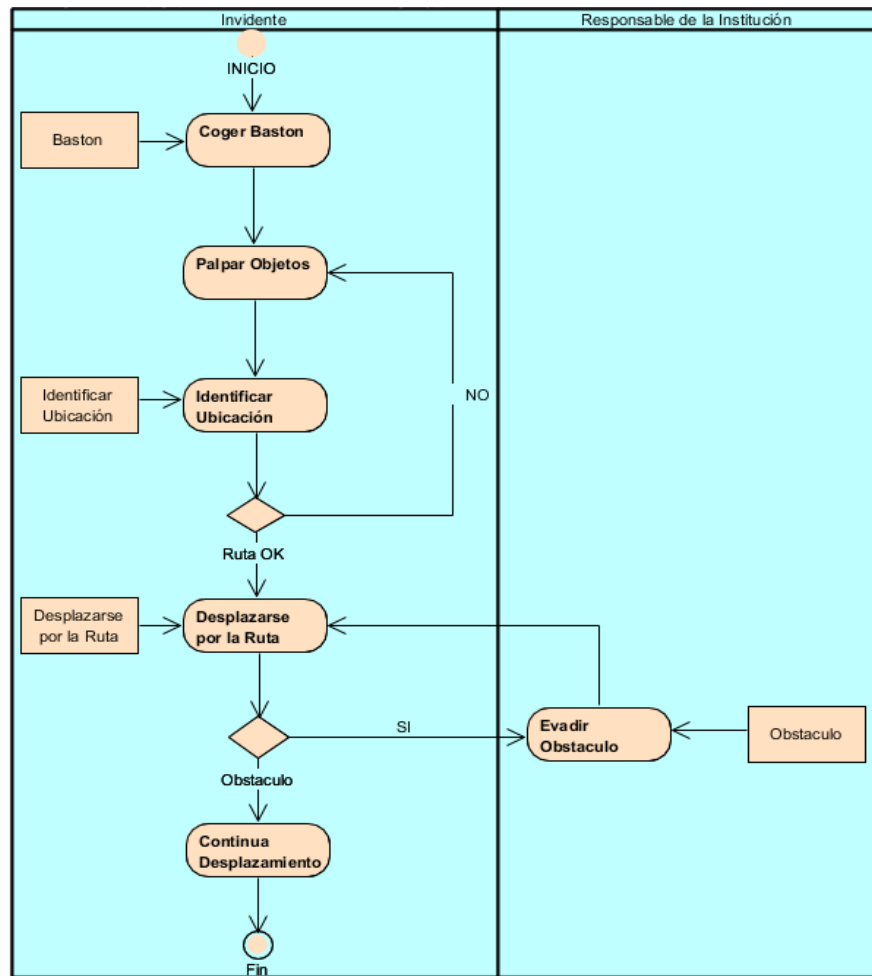 Invidente
Responsable de la Institución
INICIO
Baston
Coger Baston
Palpar Objetos
Identificar
Ubicación
Identificar
Ubicación
NO
Ruta OK
Desplazarse
por la Ruta
Desplazarse
por la Ruta
SI
Evadir
Obstaculo
Obstaculo
Obstaculo
Continua
Desplazamiento
Fin